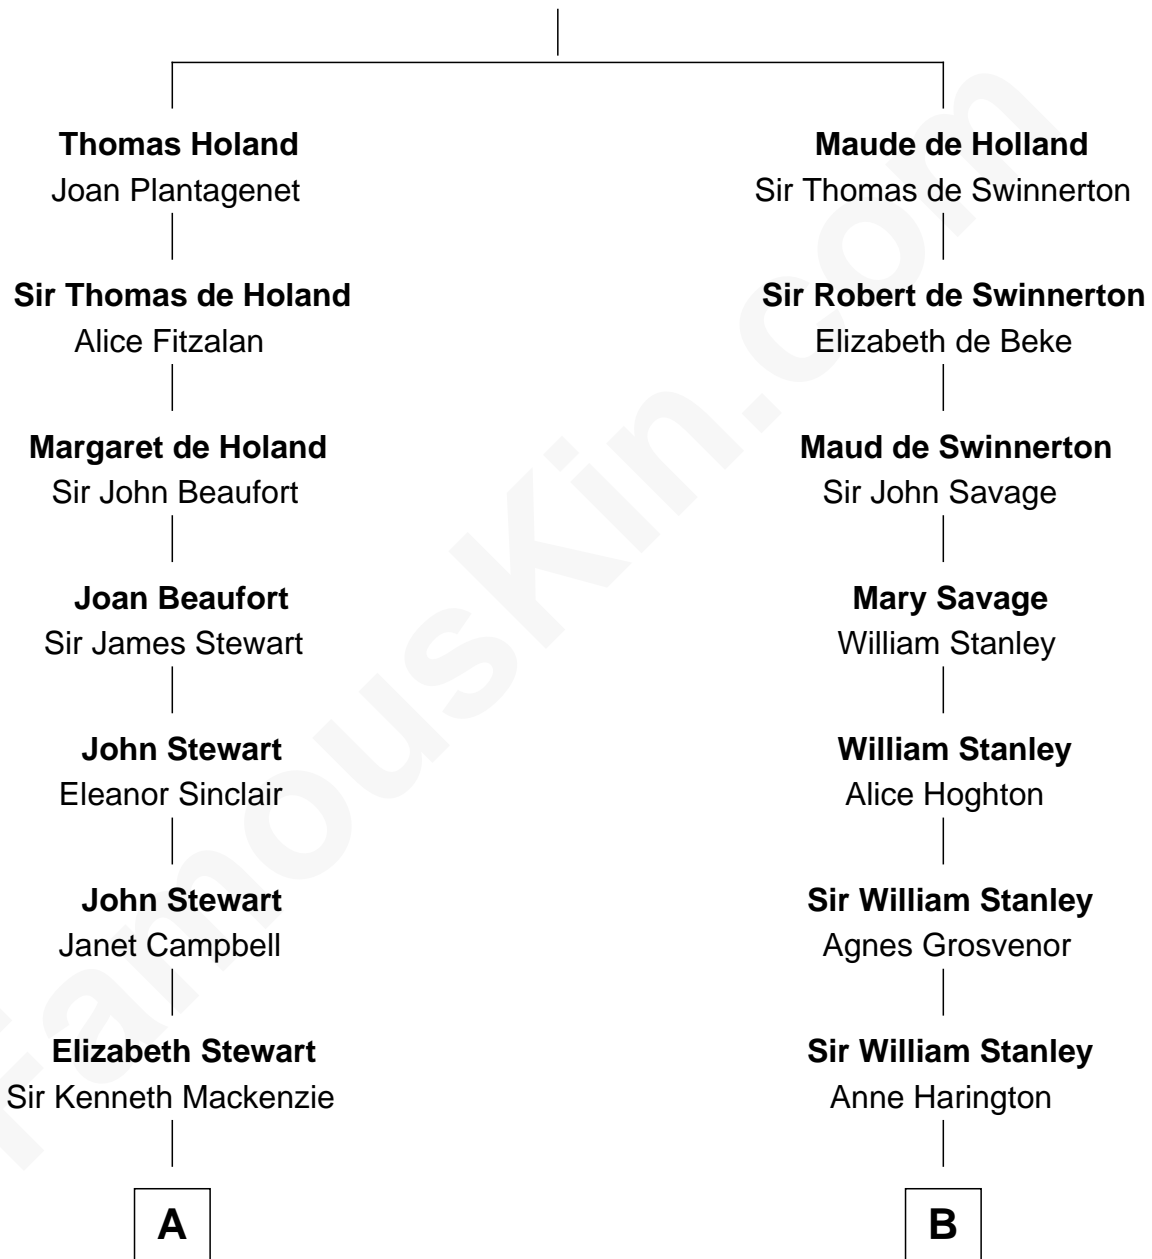 Thomas Holand
Joan Plantagenet
Sir Thomas de Holand
Alice Fitzalan
Margaret de Holand
Sir John Beaufort
Joan Beaufort
Sir James Stewart
John Stewart
Eleanor Sinclair
John Stewart
Janet Campbell
Elizabeth Stewart
Sir Kenneth Mackenzie
A
Maude de Holland
Sir Thomas de Swinnerton
Sir Robert de Swinnerton
Elizabeth de Beke
Maud de Swinnerton
Sir John Savage
Mary Savage
William Stanley
William Stanley
Alice Hoghton
Sir William Stanley
Agnes Grosvenor
Sir William Stanley
Anne Harington
B
FamousKin.com